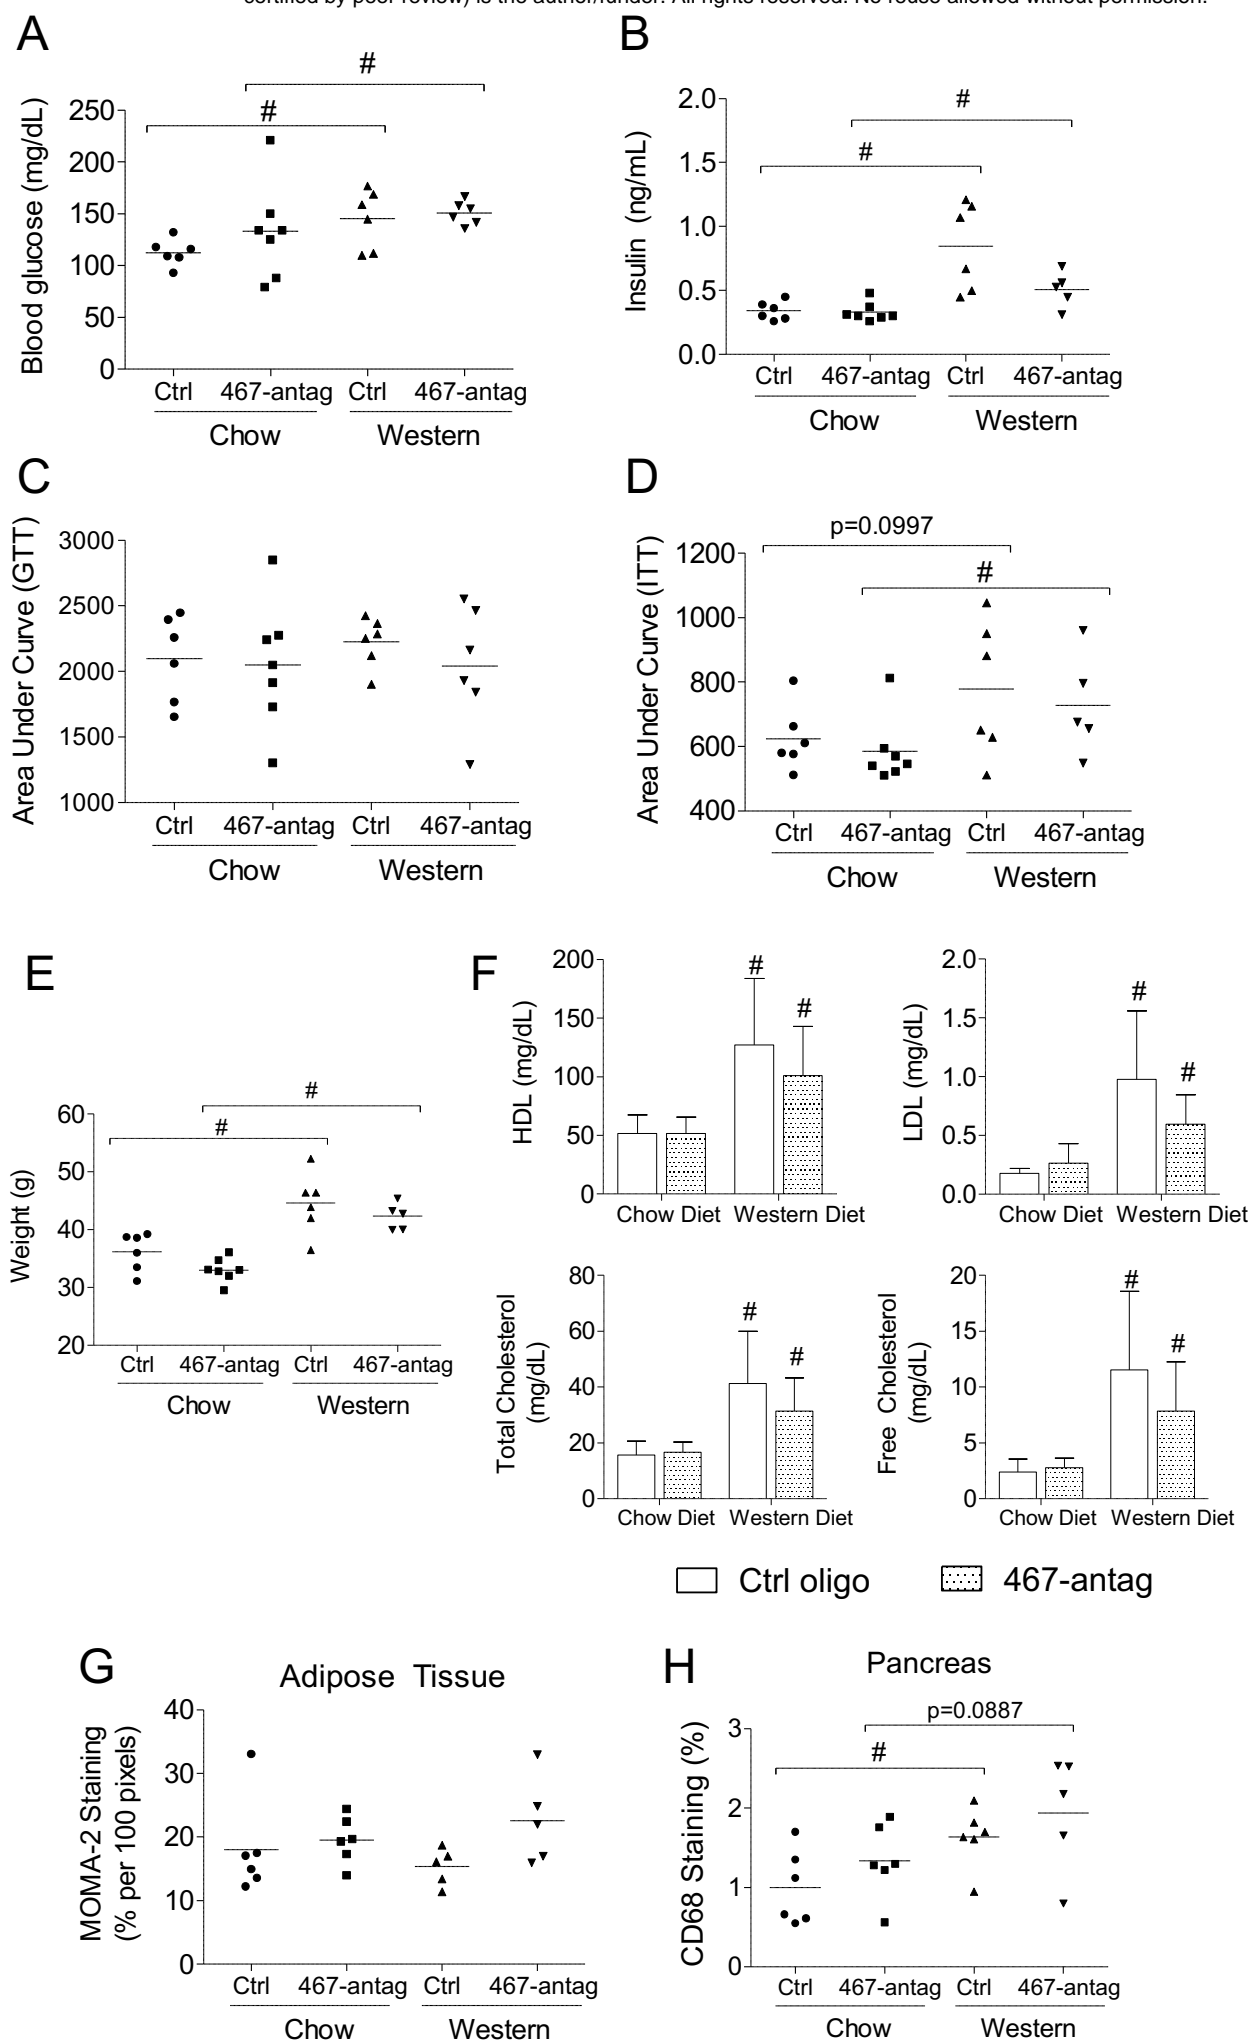 certified by peer review) is the author/funder. All rights reserved. No reuse allowed without permission.
A
B
#
#
Blood glucose (mg/dL)
250
200
150
100
50
0
Ctrl 467-antag Ctrl 467-antag
Chow Western
#
#
Insulin (ng/mL)
2.0
1.5
1.0
0.5
0.0
Ctrl 467-antag Ctrl 467-antag
Chow Western
C
D
Area Under Curve (GTT)
3000
2500
2000
1500
1000
Ctrl 467-antag Ctrl 467-antag
Chow Western
p=0.0997
#
Area Under Curve (ITT)
1200
1000
800
600
400
Ctrl 467-antag Ctrl 467-antag
Chow Western
E
#
#
Weight (g)
60
50
40
30
20
Ctrl 467-antag Ctrl 467-antag
Chow Western
F
HDL (mg/dL)
200
150
100
50
0
#
#
Chow Diet Western Diet
LDL (mg/dL)
2.0
1.5
1.0
0.5
0.0
#
#
Chow Diet Western Diet
Total Cholesterol
(mg/dL)
80
60
40
20
0
#
#
Chow Diet Western Diet
Free Cholesterol
(mg/dL)
20
15
10
5
0
#
#
Chow Diet Western Diet
Ctrl oligo 467-antag
G
Adipose Tissue
MOMA-2 Staining
(% per 100 pixels)
40
30
20
10
0
Ctrl 467-antag Ctrl 467-antag
Chow Western
H
Pancreas
p=0.0887
#
CD68 Staining (%)
3
2
1
0
Ctrl 467-antag Ctrl 467-antag
Chow Western